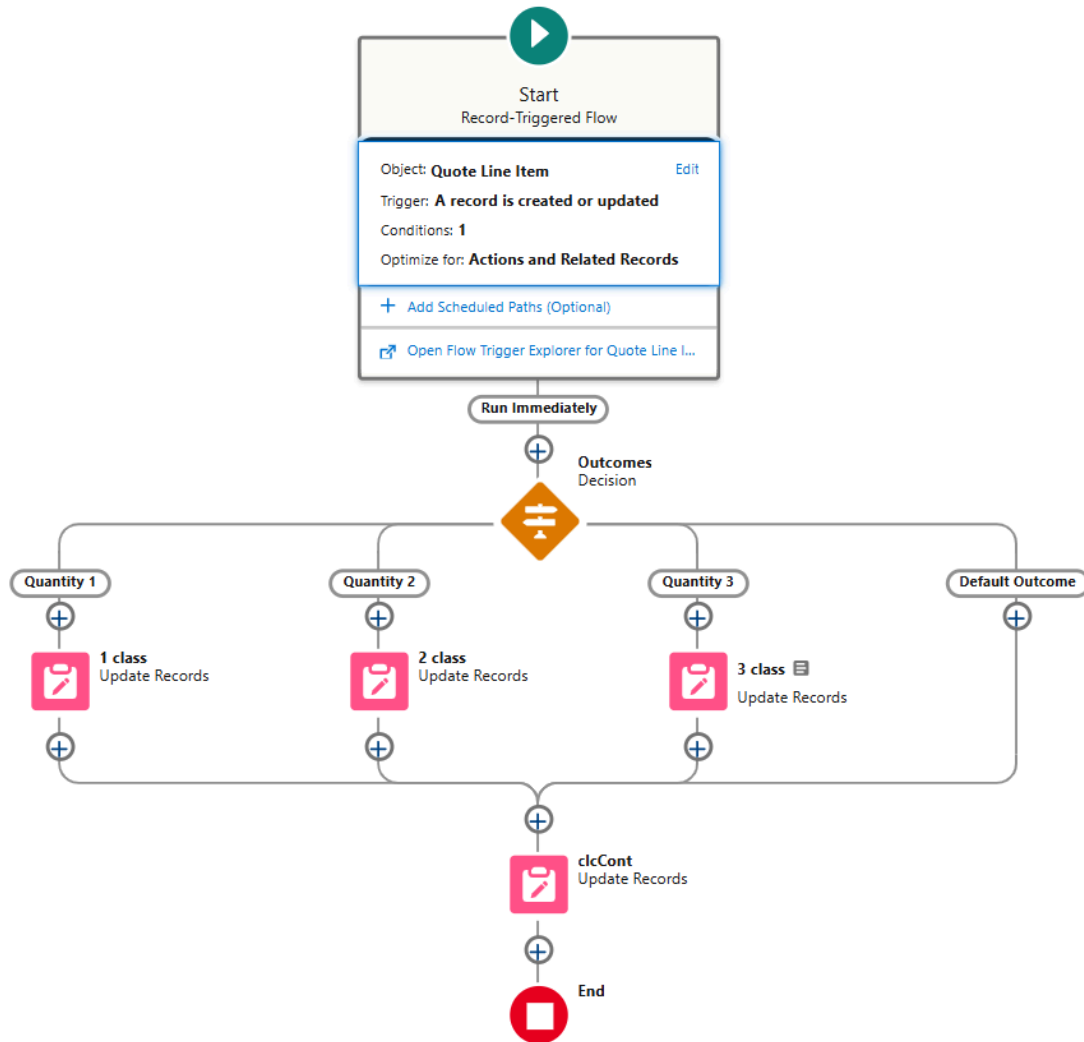 Start
Record-Triggered Flow
Object: Quote Line Item
Edit
Trigger: A record is created or updated
Conditions: 1
Optimize for: Actions and Related Records
Add Scheduled Paths (Optional)
Open Flow Trigger Explorer for Quote Line I...
Run Immediately
Outcomes
Decision
Quantity 1
Quantity 2
Quantity 3
Default Outcome
1 class
Update Records
2 class
Update Records
3 class
Update Records
clcCont
Update Records
End